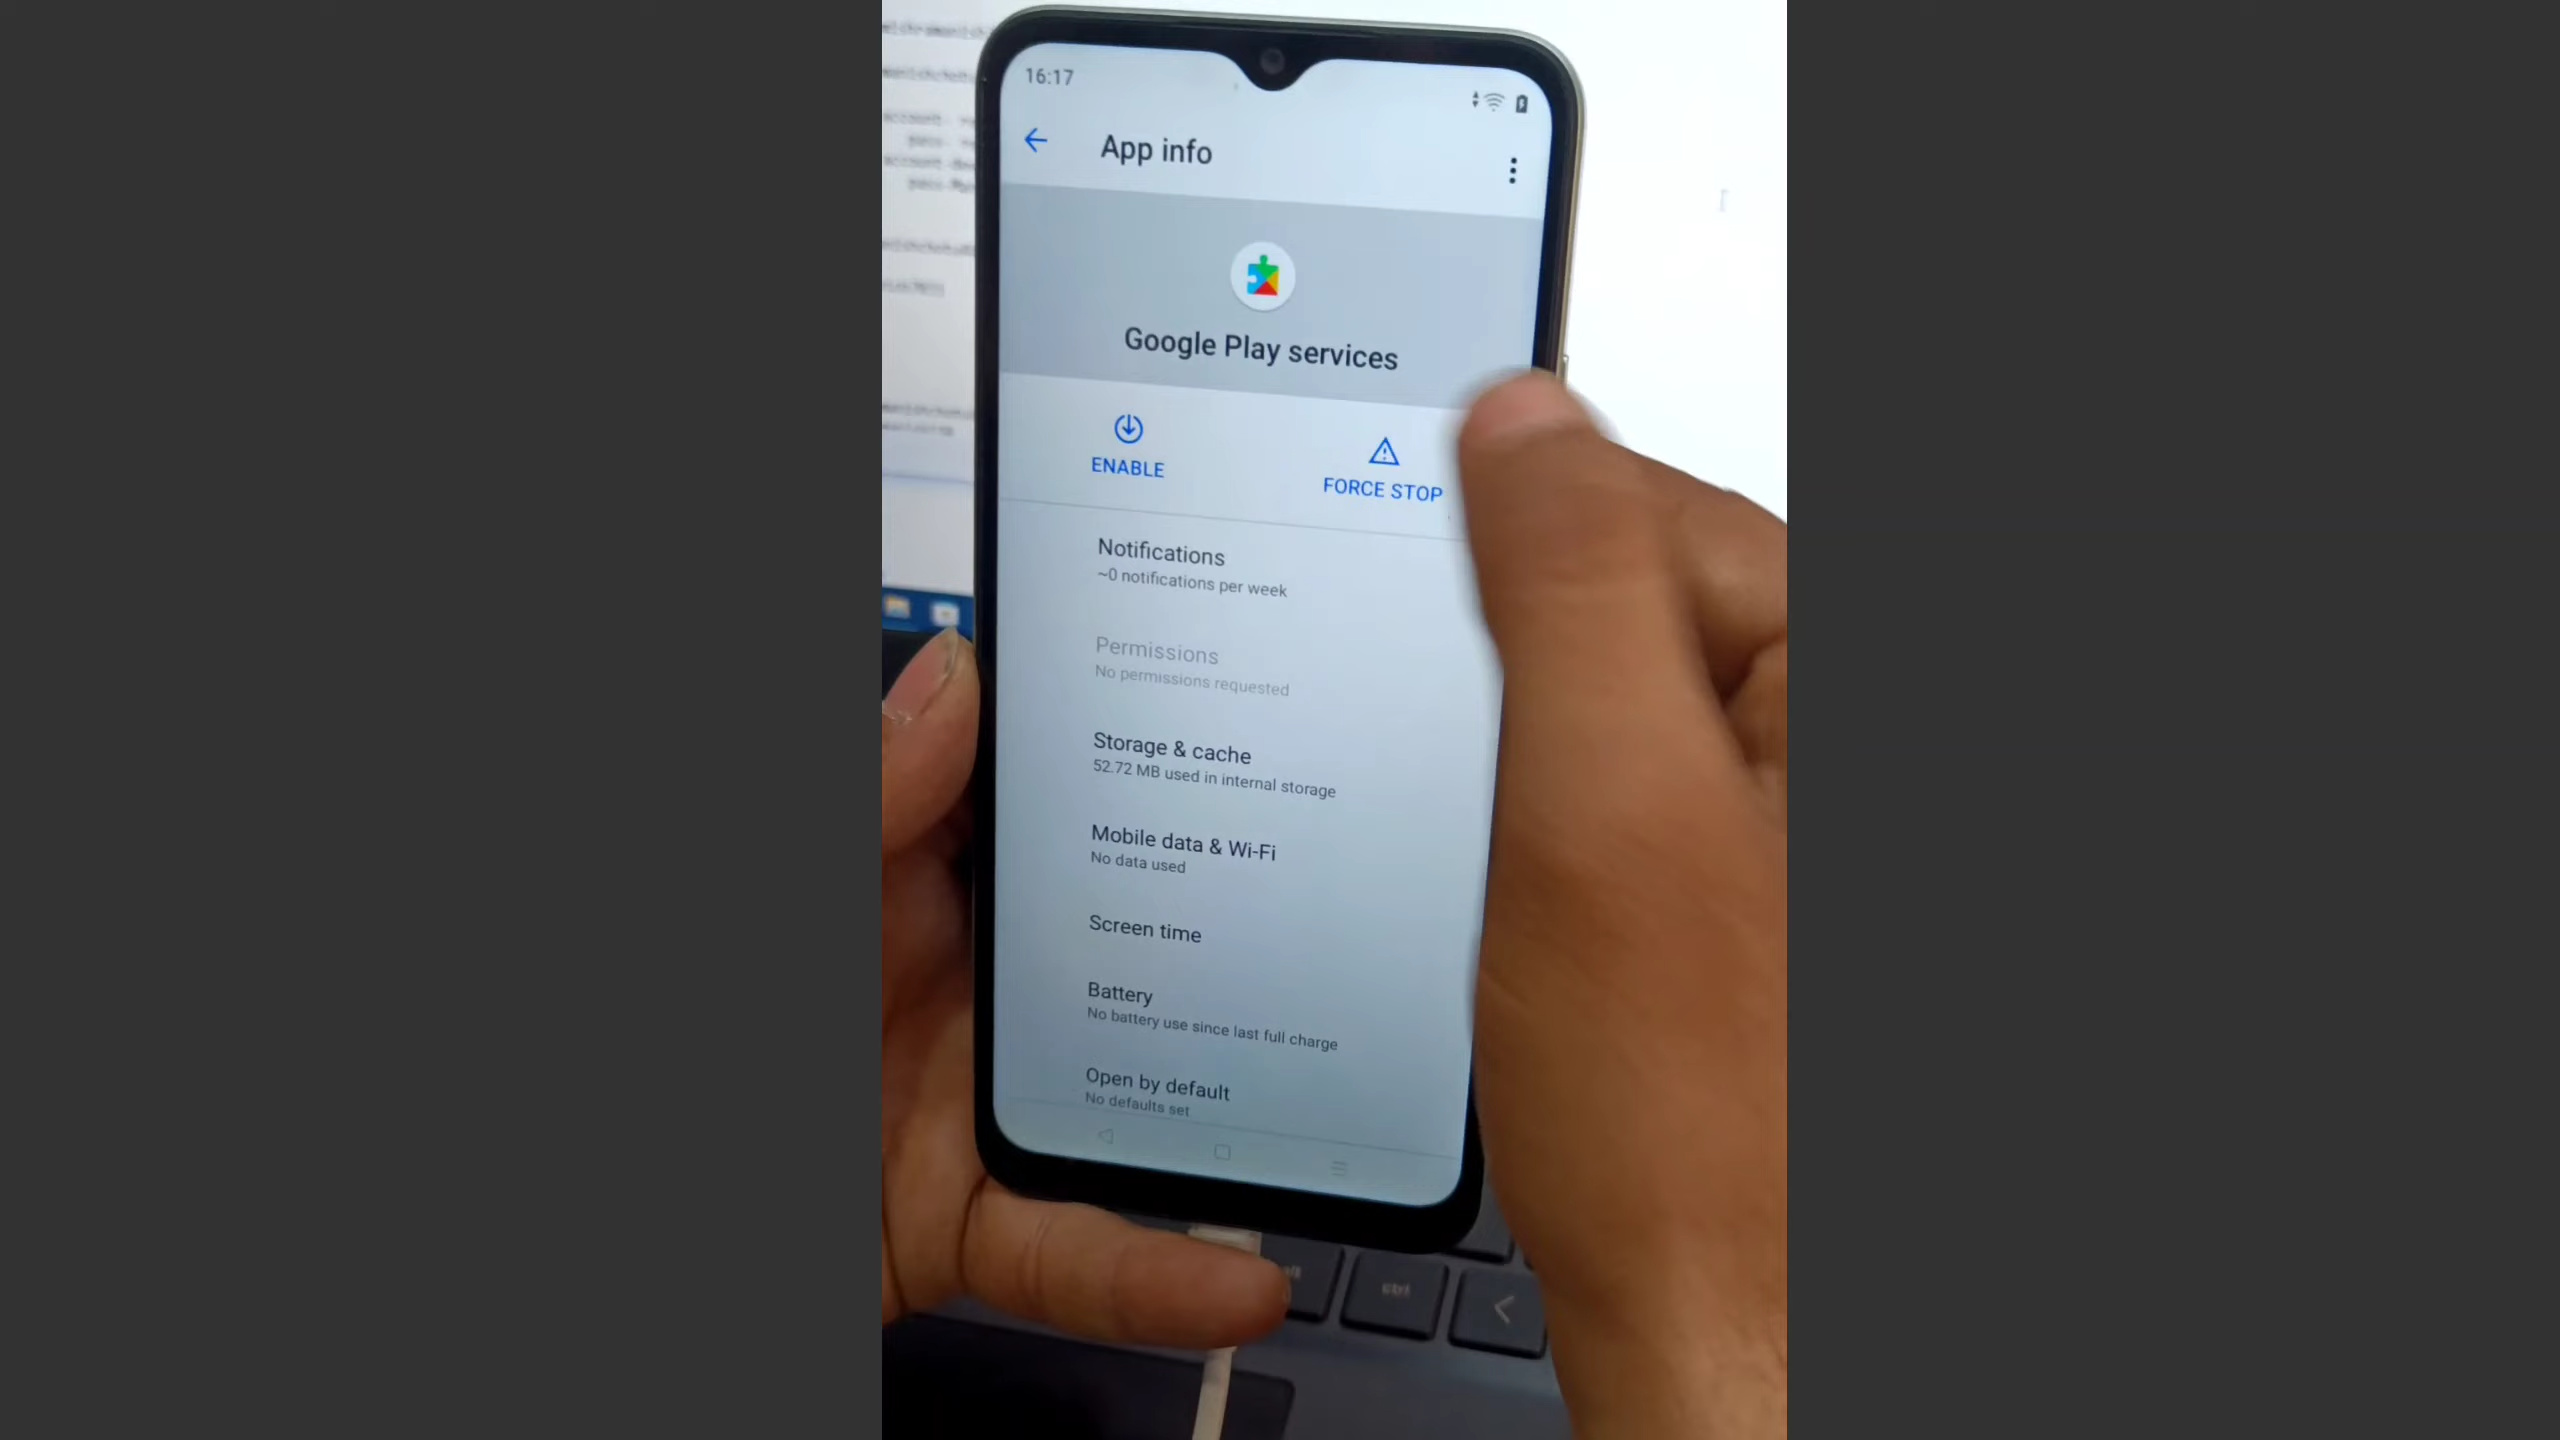 16:17
App info
Google Play services
ENABLE
FORCE STOP
Notifications
~0 notifications per week
Permissions
No permissions requested
Storage & cache
52.72 MB used in internal storage
Mobile data & Wi-Fi
No data used
Screen time
Battery
No battery use since last full charge
Open by default
No defaults set
ctrl